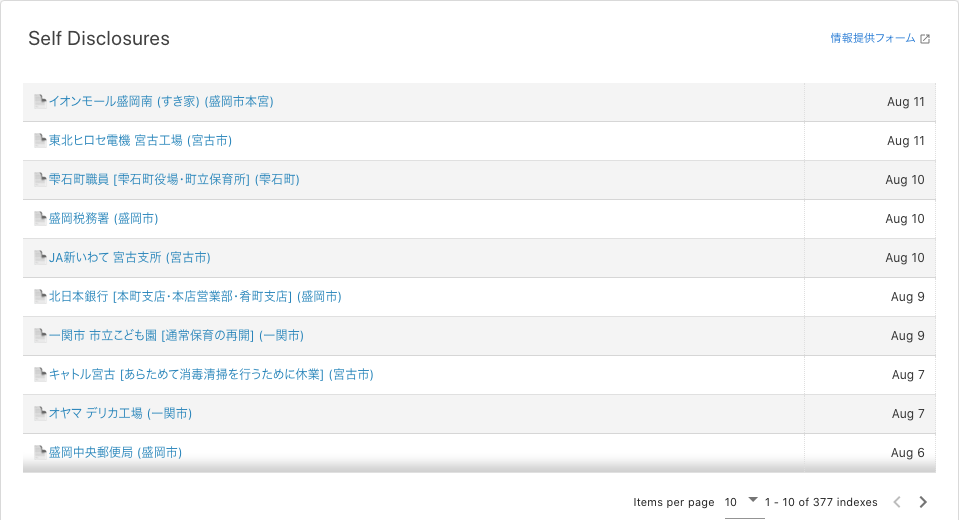 Self Disclosures
情報提供フォーム
イオンモール盛岡南 (すき家) (盛岡市本宮) Aug 11
東北ヒロセ電機 宮古工場 (宮古市) Aug 11
雫石町職員 [雫石町役場・町立保育所] (雫石町) Aug 10
盛岡税務署 (盛岡市) Aug 10
JA新いわて 宮古支所 (宮古市) Aug 10
北日本銀行 [本町支店・本店営業部・肴町支店] (盛岡市) Aug 9
一関市 市立こども園 [通常保育の再開] (一関市) Aug 9
キャトル宮古 [あらためて消毒清掃を行うために休業] (宮古市) Aug 7
オヤマ デリカ工場 (一関市) Aug 7
盛岡中央郵便局 (盛岡市) Aug 6
Items per page 10 1 - 10 of 377 indexes